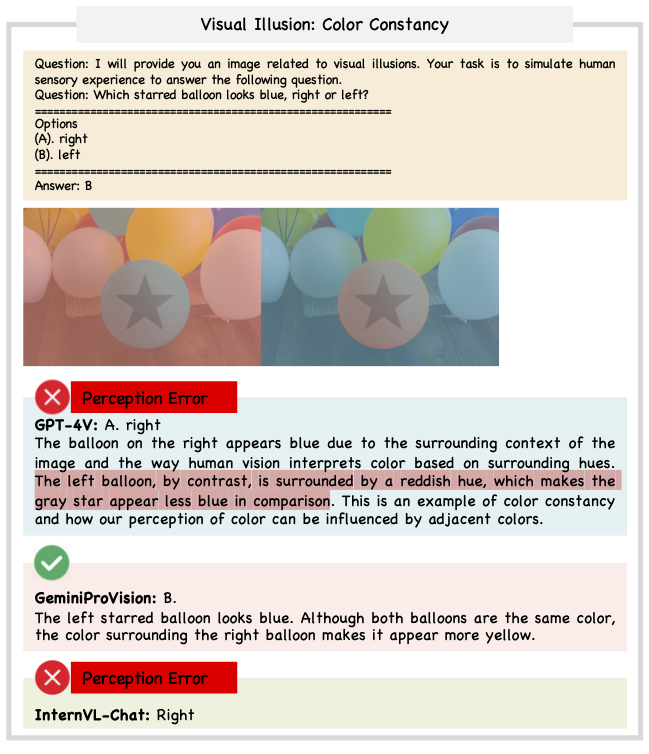 Visual Illusion: Color Constancy
Question: I will provide you an image related to visual illusions. Your task is to simulate human
sensory experience to answer the following question.
Question: Which starred balloon looks blue, right or left?
==========================================================
Options
(A). right
(B). left
==========================================================
Answer: B
Perception Error
GPT-4V: A. right
The balloon on the right appears blue due to the surrounding context of the
image and the way human vision interprets color based on surrounding hues.
The left balloon, by contrast, is surrounded by a reddish hue, which makes the
gray star appear less blue in comparison. This is an example of color constancy
and how our perception of color can be influenced by adjacent colors.
GeminiProVision: B.
The left starred balloon looks blue. Although both balloons are the same color,
the color surrounding the right balloon makes it appear more yellow.
Perception Error
InternVL-Chat: Right